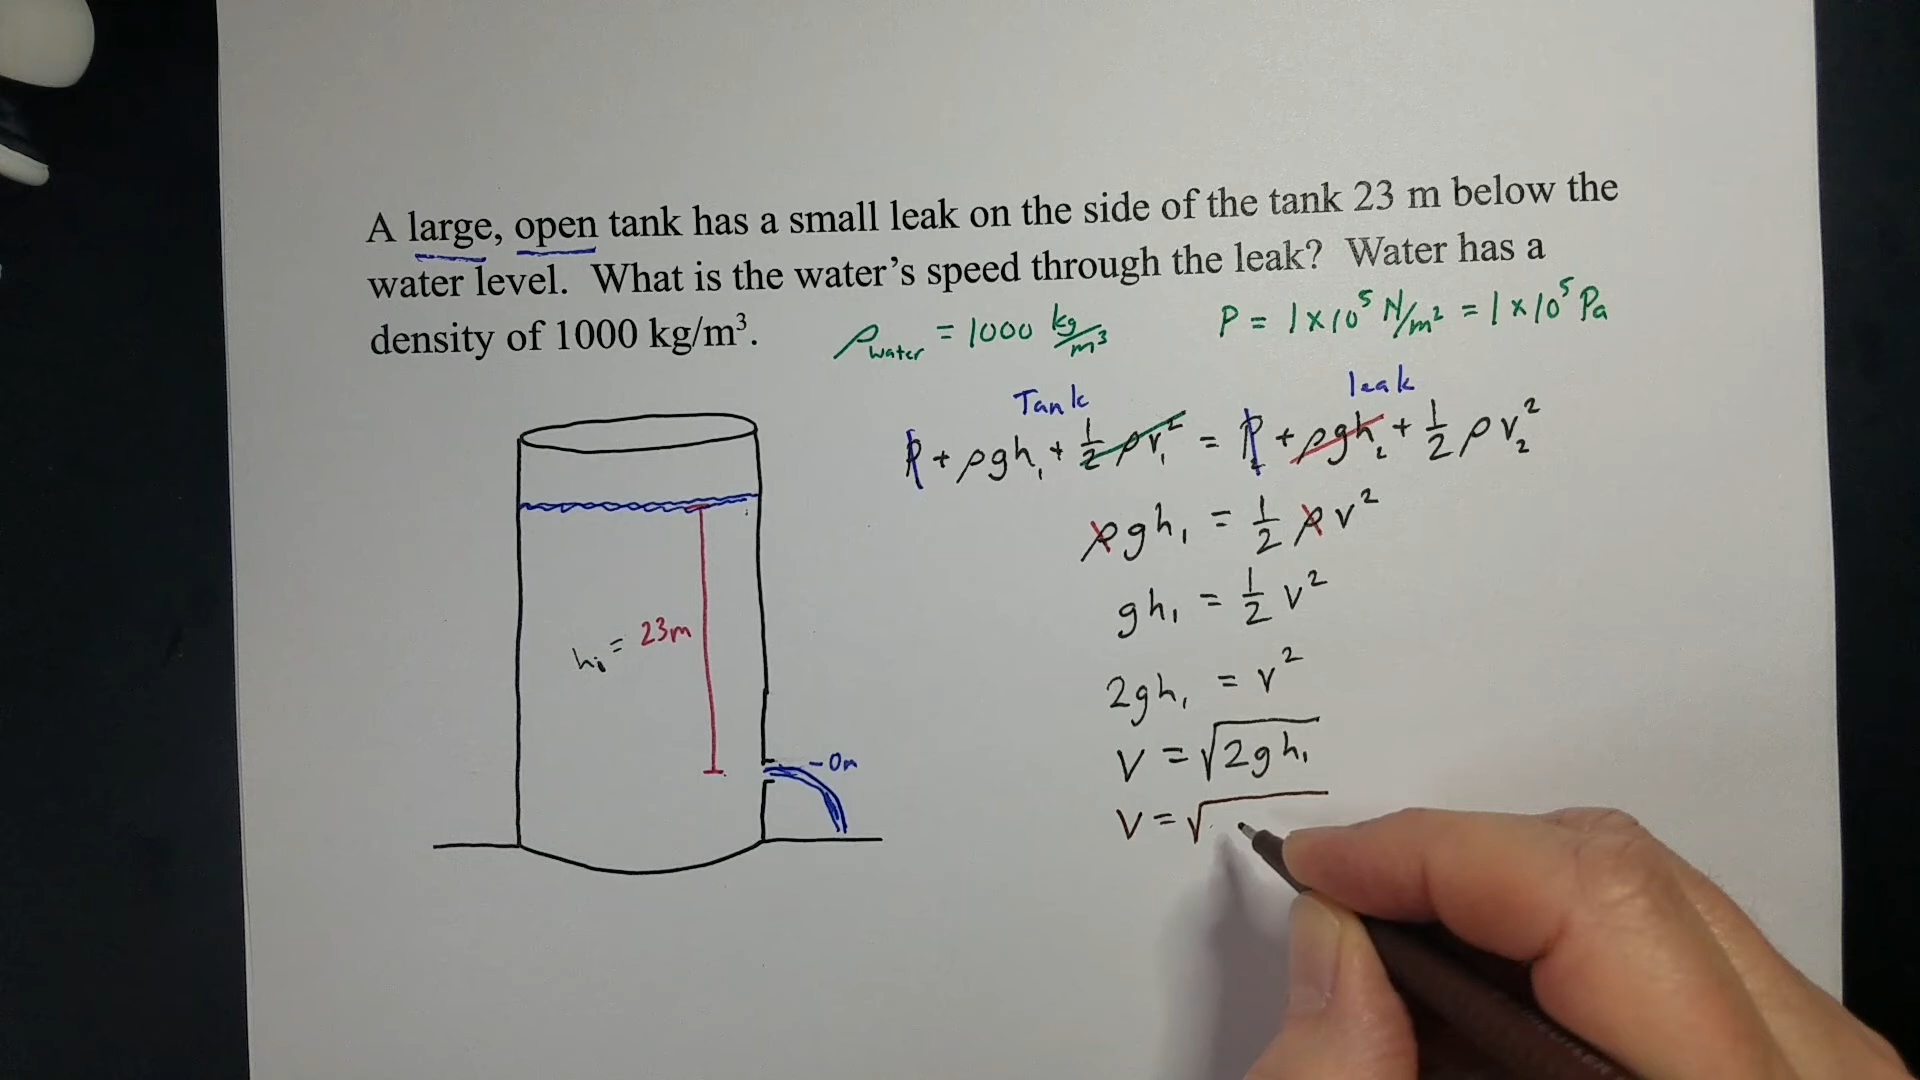 A large, open tank has a small leak on the side of the tank 23 m below the
water level. What is the water's speed through the leak? Water has a
density of 1000 kg/m³.
ρwater = 1000 kg/m³
P = 1×10⁵ N/m² = 1×10⁵ Pa
Tank
leak
P₁ + ρgh₁ + ½ρv₁² = P₂ + ρgh₂ + ½ρv₂²
ρgh₁ = ½ρv²
gh₁ = ½v²
2gh₁ = v²
v = √2gh₁
v = √
h₁ = 23m
-0m